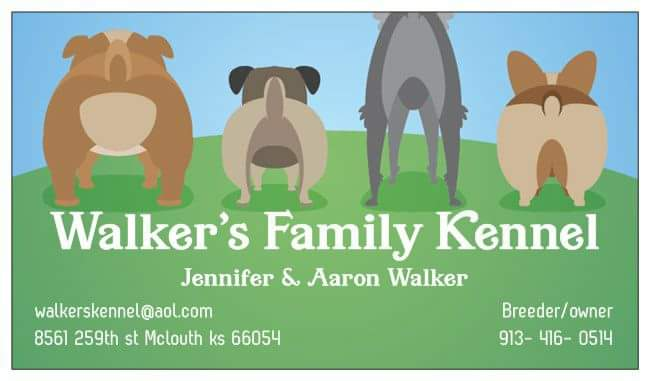 Walker's Family Kennel
Jennifer & Aaron Walker
walkerskennel@aol.com
Breeder/owner
8561 259th st Mclouth ks 66054
913- 416- 0514